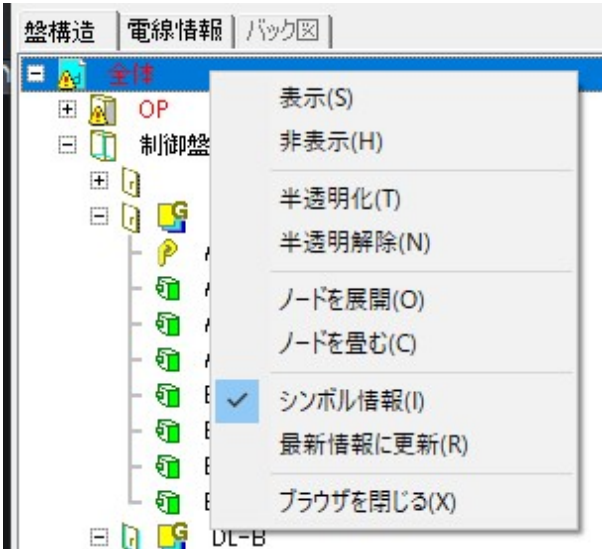 盤構造 電線情報 バック図
全体
OP
制御盤
表示(S)
非表示(H)
半透明化(T)
半透明解除(N)
ノードを展開(O)
ノードを畳む(C)
シンボル情報(I)
最新情報に更新(R)
ブラウザを閉じる(X)
DL-B